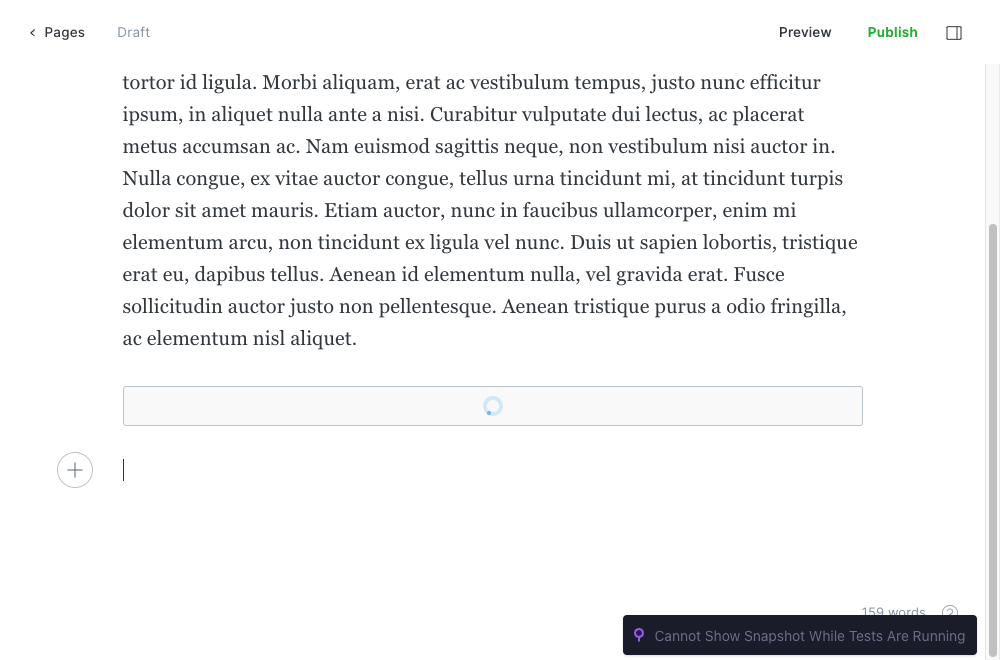 Pages
Draft
Preview
Publish
tortor id ligula. Morbi aliquam, erat ac vestibulum tempus, justo nunc efficitur
ipsum, in aliquet nulla ante a nisi. Curabitur vulputate dui lectus, ac placerat
metus accumsan ac. Nam euismod sagittis neque, non vestibulum nisi auctor in.
Nulla congue, ex vitae auctor congue, tellus urna tincidunt mi, at tincidunt turpis
dolor sit amet mauris. Etiam auctor, nunc in faucibus ullamcorper, enim mi
elementum arcu, non tincidunt ex ligula vel nunc. Duis ut sapien lobortis, tristique
erat eu, dapibus tellus. Aenean id elementum nulla, vel gravida erat. Fusce
sollicitudin auctor justo non pellentesque. Aenean tristique purus a odio fringilla,
ac elementum nisl aliquet.
159 words
Cannot Show Snapshot While Tests Are Running